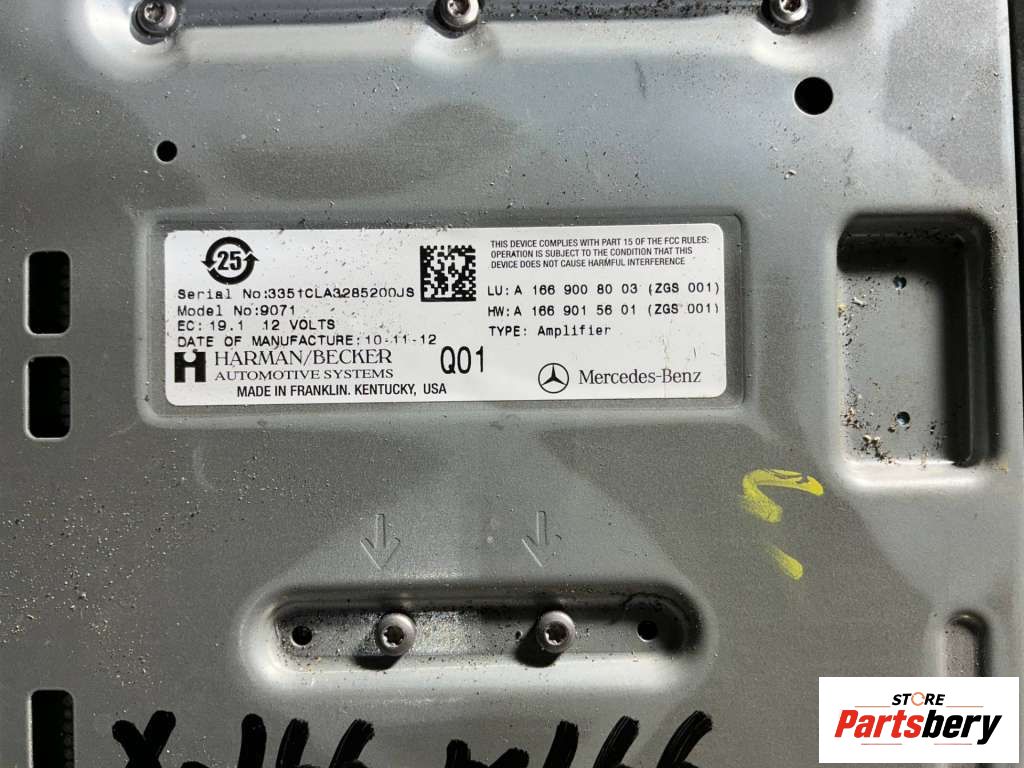 25
Serial No:3351CLA3285200JS
Model No:9071
EC: 19.1 12 VOLTS
DATE OF MANUFACTURE:10-11-12
HARMAN/BECKER
AUTOMOTIVE SYSTEMS
MADE IN FRANKLIN. KENTUCKY, USA
Q01
THIS DEVICE COMPLIES WITH PART 15 OF THE FCC RULES:
OPERATION IS SUBJECT TO THE CONDITION THAT THIS
DEVICE DOES NOT CAUSE HARMFUL INTERFERENCE
LU: A 166 900 80 03 (ZGS 001)
HW: A 166 901 56 01 (ZGS 001)
TYPE: Amplifier
Mercedes-Benz
X-166 m166
STORE
Partsbery